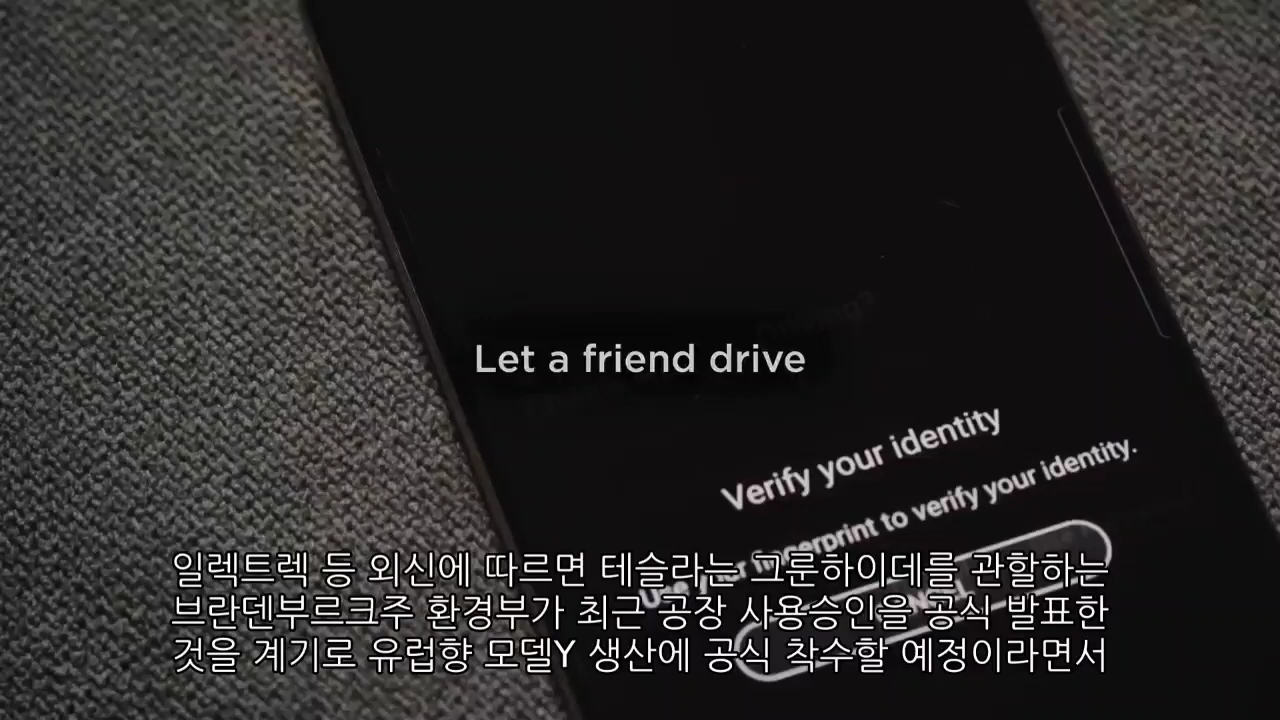 Let a friend drive
Verify your identity
Use your fingerprint to verify your identity.
일렉트렉 등 외신에 따르면 테슬라는 그룬하이데를 관할하는
브란덴부르크주 환경부가 최근 공장 사용승인을 공식 발표한
것을 계기로 유럽향 모델Y 생산에 공식 착수할 예정이라면서